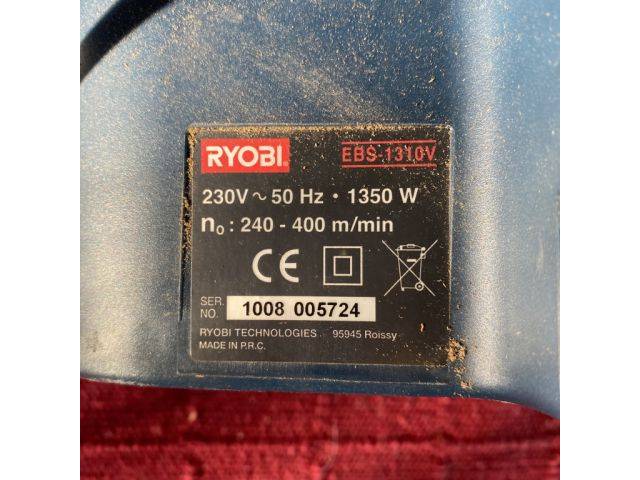 RYOBI
EBS-1310V
230V ~ 50 Hz • 1350 W
n₀ : 240 - 400 m/min
CE
SER. NO. 1008 005724
RYOBI TECHNOLOGIES 95945 Roissy
MADE IN P.R.C.